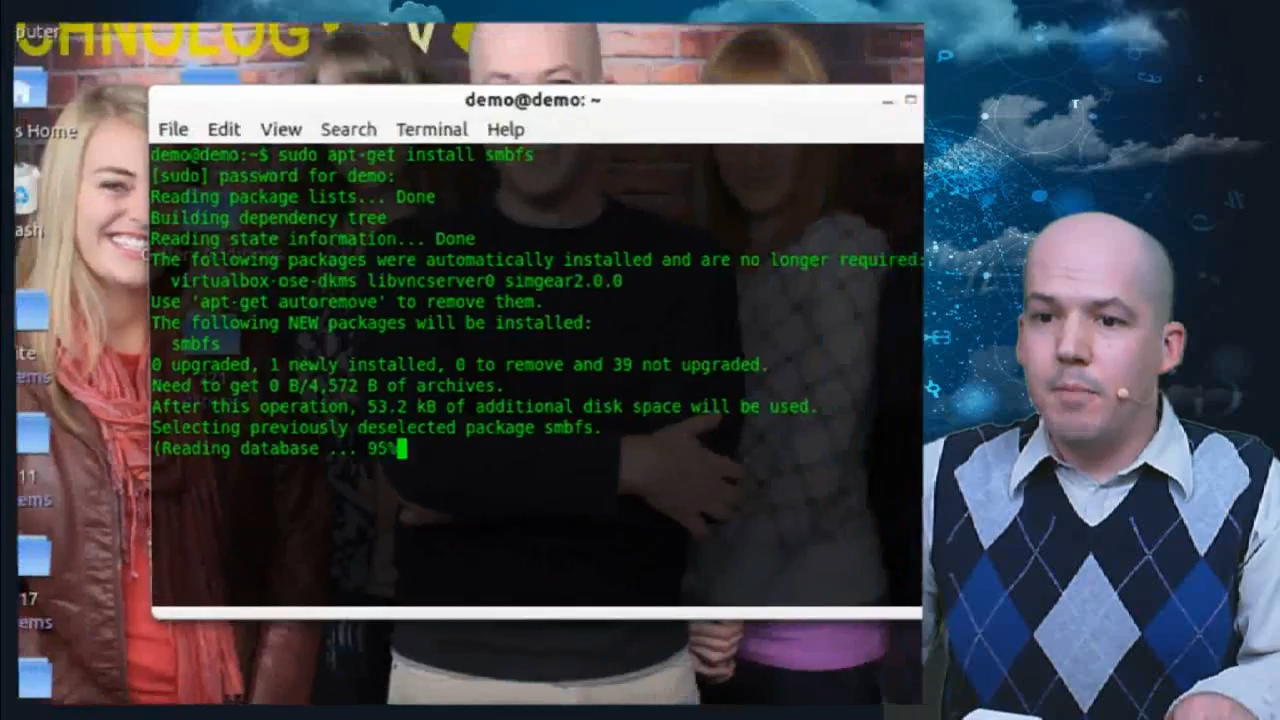 puter
s Home
ash
ite
ems
11
ems
17
ems
demo@demo: ~
File Edit View Search Terminal Help
demo@demo:~$ sudo apt-get install smbfs
[sudo] password for demo:
Reading package lists... Done
Building dependency tree
Reading state information... Done
The following packages were automatically installed and are no longer required:
virtualbox-ose-dkms libvncserver0 simgear2.0.0
Use 'apt-get autoremove' to remove them.
The following NEW packages will be installed:
smbfs
0 upgraded, 1 newly installed, 0 to remove and 39 not upgraded.
Need to get 0 B/4,572 B of archives.
After this operation, 53.2 kB of additional disk space will be used.
Selecting previously deselected package smbfs.
(Reading database ... 95%